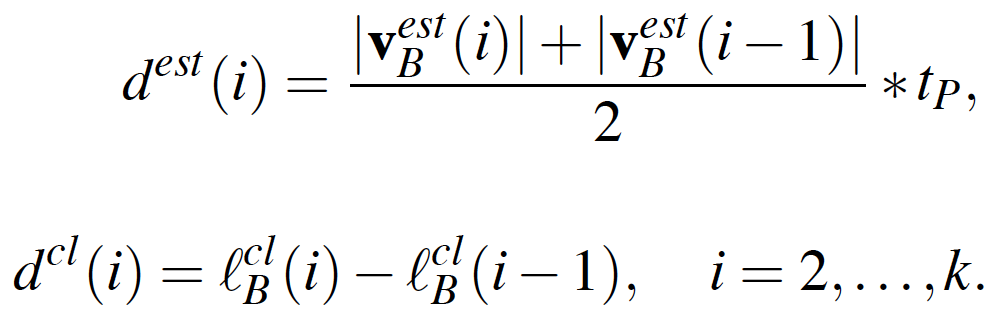 d^{est}(i) = \frac{|\mathbf{v}_B^{est}(i)| + |\mathbf{v}_B^{est}(i-1)|}{2} * t_P,
d^{cl}(i) = \ell_B^{cl}(i) - \ell_B^{cl}(i-1), \quad i = 2, \ldots, k.